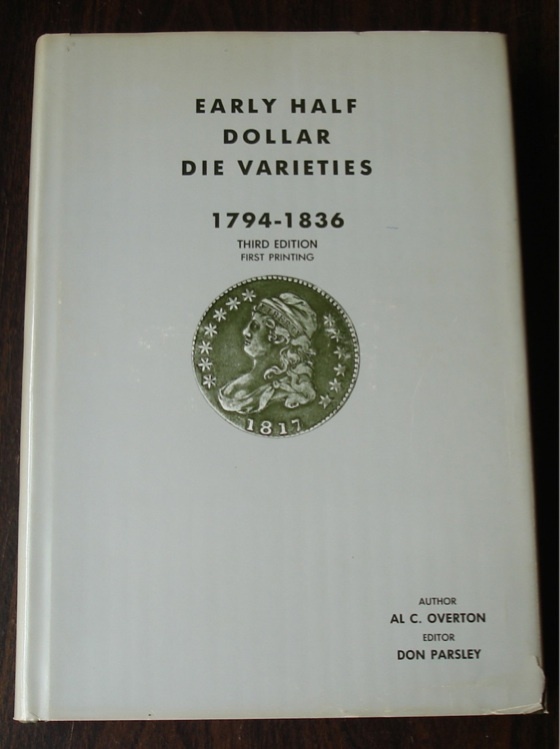 EARLY HALF
DOLLAR
DIE VARIETIES
1794-1836
THIRD EDITION
FIRST PRINTING
1817
AUTHOR
AL C. OVERTON
EDITOR
DON PARSLEY